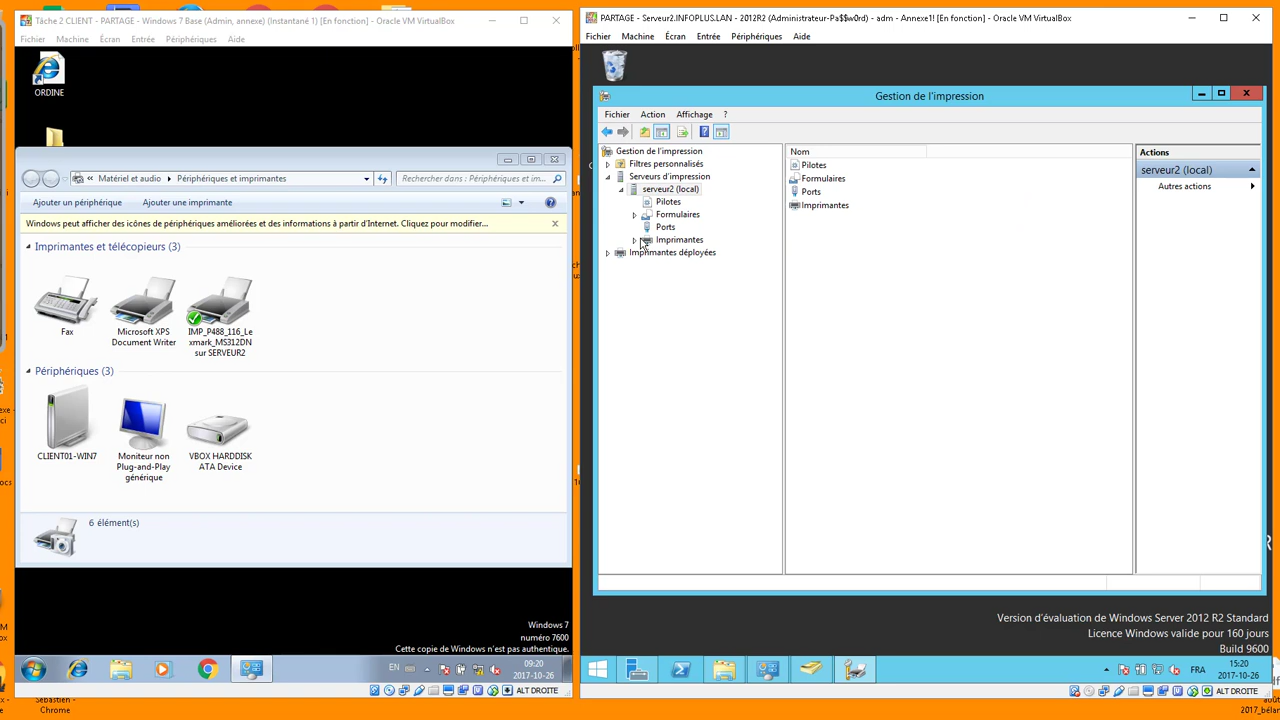 Tâche 2 CLIENT - PARTAGE - Windows 7 Base (Admin, annexe) (Instantané 1) [En fonction] - Oracle VM VirtualBox
Fichier Machine Écran Entrée Périphériques Aide
ORDINE
Matériel et audio Périphériques et imprimantes
Rechercher dans : Périphériques et im...
Ajouter un périphérique Ajouter une imprimante
Windows peut afficher des icônes de périphériques améliorées et des informations à partir d'Internet. Cliquez pour modifier...
Imprimantes et télécopieurs (3)
Fax
Microsoft XPS
Document Writer
IMP_P488_116_Le
xmark_MS312DN
sur SERVEUR2
Périphériques (3)
CLIENT01-WIN7
Moniteur non
Plug-and-Play
générique
VBOX HARDDISK
ATA Device
6 élément(s)
Windows 7
numéro 7600
Cette copie de Windows n'est pas authentique.
EN
09:20
2017-10-26
ALT DROITE
Sébastien -
Chrome
PARTAGE - Serveur2.INFOPLUS.LAN - 2012R2 (Administrateur-Pa$$w0rd) - adm - Annexe1! [En fonction] - Oracle VM VirtualBox
Fichier Machine Écran Entrée Périphériques Aide
Gestion de l'impression
Fichier Action Affichage ?
Gestion de l'impression
Filtres personnalisés
Serveurs d'impression
serveur2 (local)
Pilotes
Formulaires
Ports
Imprimantes
Imprimantes déployées
Nom
Pilotes
Formulaires
Ports
Imprimantes
Actions
serveur2 (local)
Autres actions
Version d'évaluation de Windows Server 2012 R2 Standard
Licence Windows valide pour 160 jours
Build 9600
FRA
15:20
2017-10-26
ALT DROITE
2017_bélan